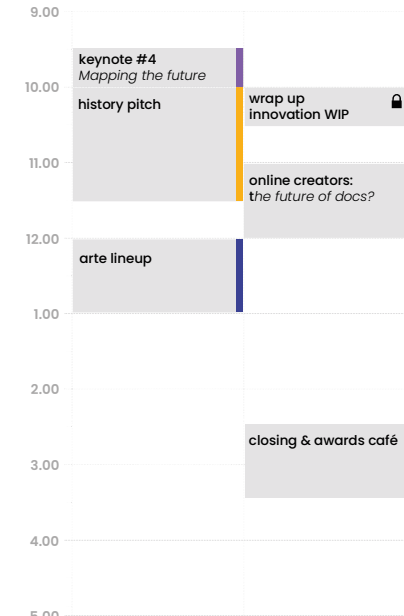 9.00
keynote #4
Mapping the future
10.00
history pitch
wrap up
innovation WIP
11.00
online creators:
the future of docs?
12.00
arte lineup
1.00
2.00
closing & awards café
3.00
4.00
5.00